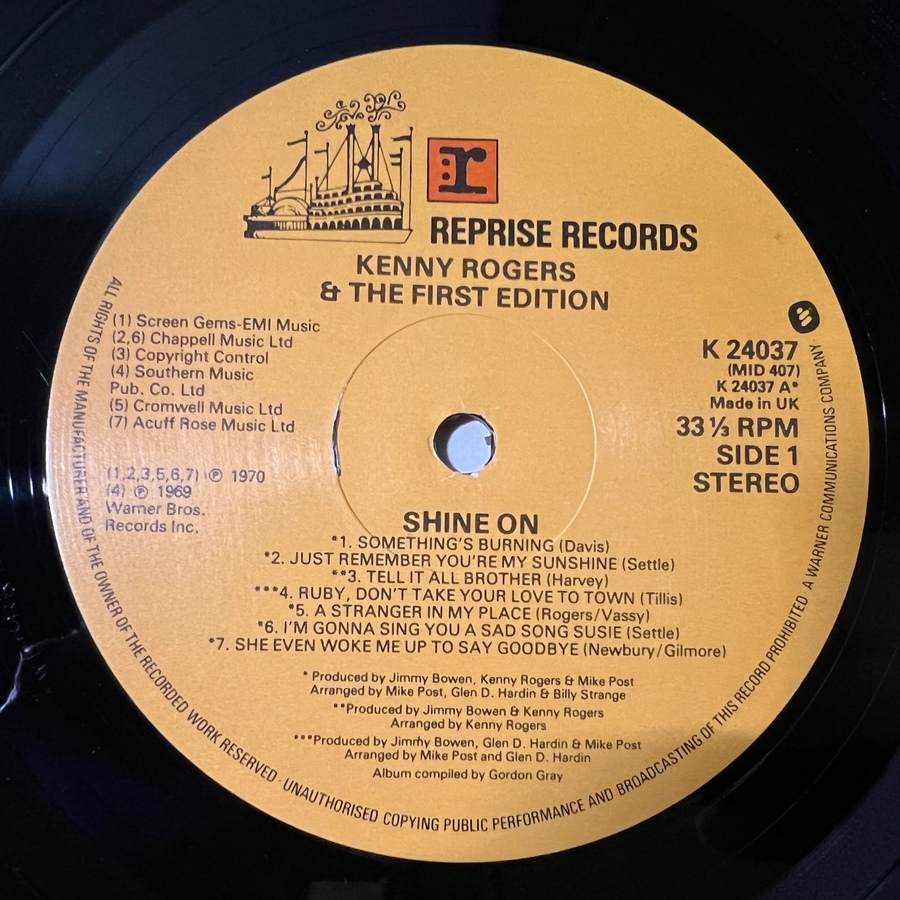 r
REPRISE RECORDS
KENNY ROGERS
& THE FIRST EDITION
(1) Screen Gems-EMI Music
(2,6) Chappell Music Ltd
(3) Copyright Control
(4) Southern Music
Pub. Co. Ltd
(5) Cromwell Music Ltd
(7) Acuff Rose Music Ltd
(1,2,3,5,6,7) ℗ 1970
(4) ℗ 1969
Warner Bros.
Records Inc.
K 24037
(MID 407)
K 24037 A*
Made in UK
33 ⅓ RPM
SIDE 1
STEREO
SHINE ON
*1. SOMETHING'S BURNING (Davis)
*2. JUST REMEMBER YOU'RE MY SUNSHINE (Settle)
**3. TELL IT ALL BROTHER (Harvey)
***4. RUBY, DON'T TAKE YOUR LOVE TO TOWN (Tillis)
*5. A STRANGER IN MY PLACE (Rogers/Vassy)
*6. I'M GONNA SING YOU A SAD SONG SUSIE (Settle)
*7. SHE EVEN WOKE ME UP TO SAY GOODBYE (Newbury/Gilmore)
* Produced by Jimmy Bowen, Kenny Rogers & Mike Post
Arranged by Mike Post, Glen D. Hardin & Billy Strange
**Produced by Jimmy Bowen & Kenny Rogers
Arranged by Kenny Rogers
***Produced by Jimmy Bowen, Glen D. Hardin & Mike Post
Arranged by Mike Post and Glen D. Hardin
Album compiled by Gordon Gray
ALL RIGHTS OF THE MANUFACTURER AND OF THE OWNER OF THE RECORDED WORK RESERVED · UNAUTHORISED COPYING PUBLIC PERFORMANCE AND BROADCASTING OF THIS RECORD PROHIBITED A WARNER COMMUNICATIONS COMPANY·